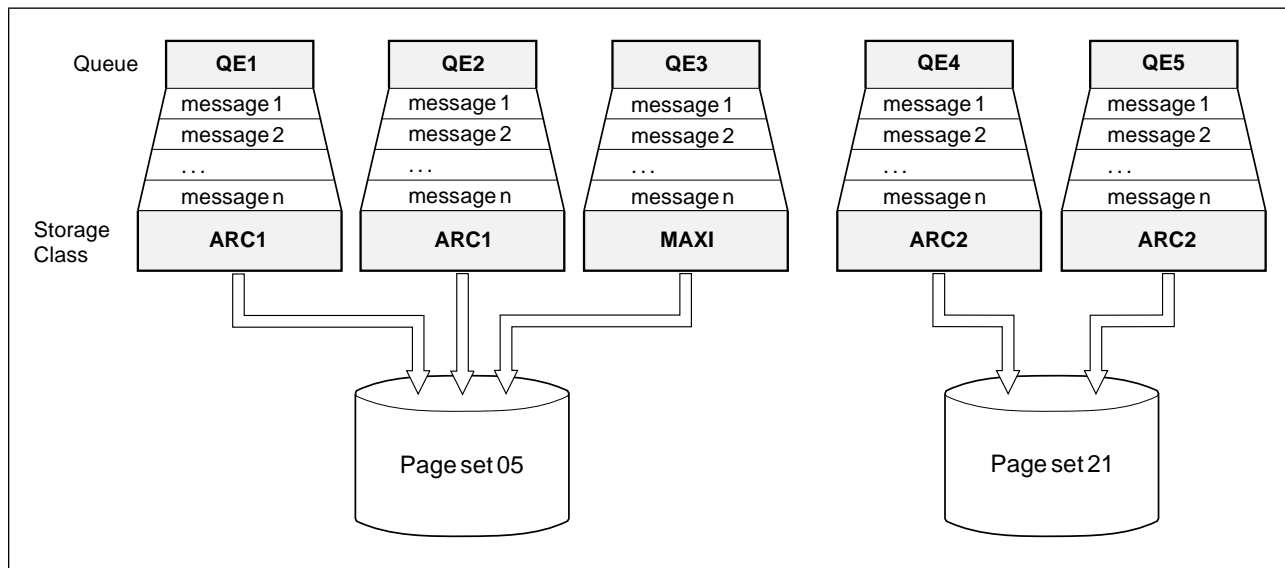 Queue QE1 QE2 QE3 QE4 QE5
message 1 message 1 message 1 message 1 message 1
message 2 message 2 message 2 message 2 message 2
. . . . . . . . . . . . . . .
message n message n message n message n message n
Storage
Class
ARC1 ARC1 MAXI ARC2 ARC2
Page set 05 Page set 21